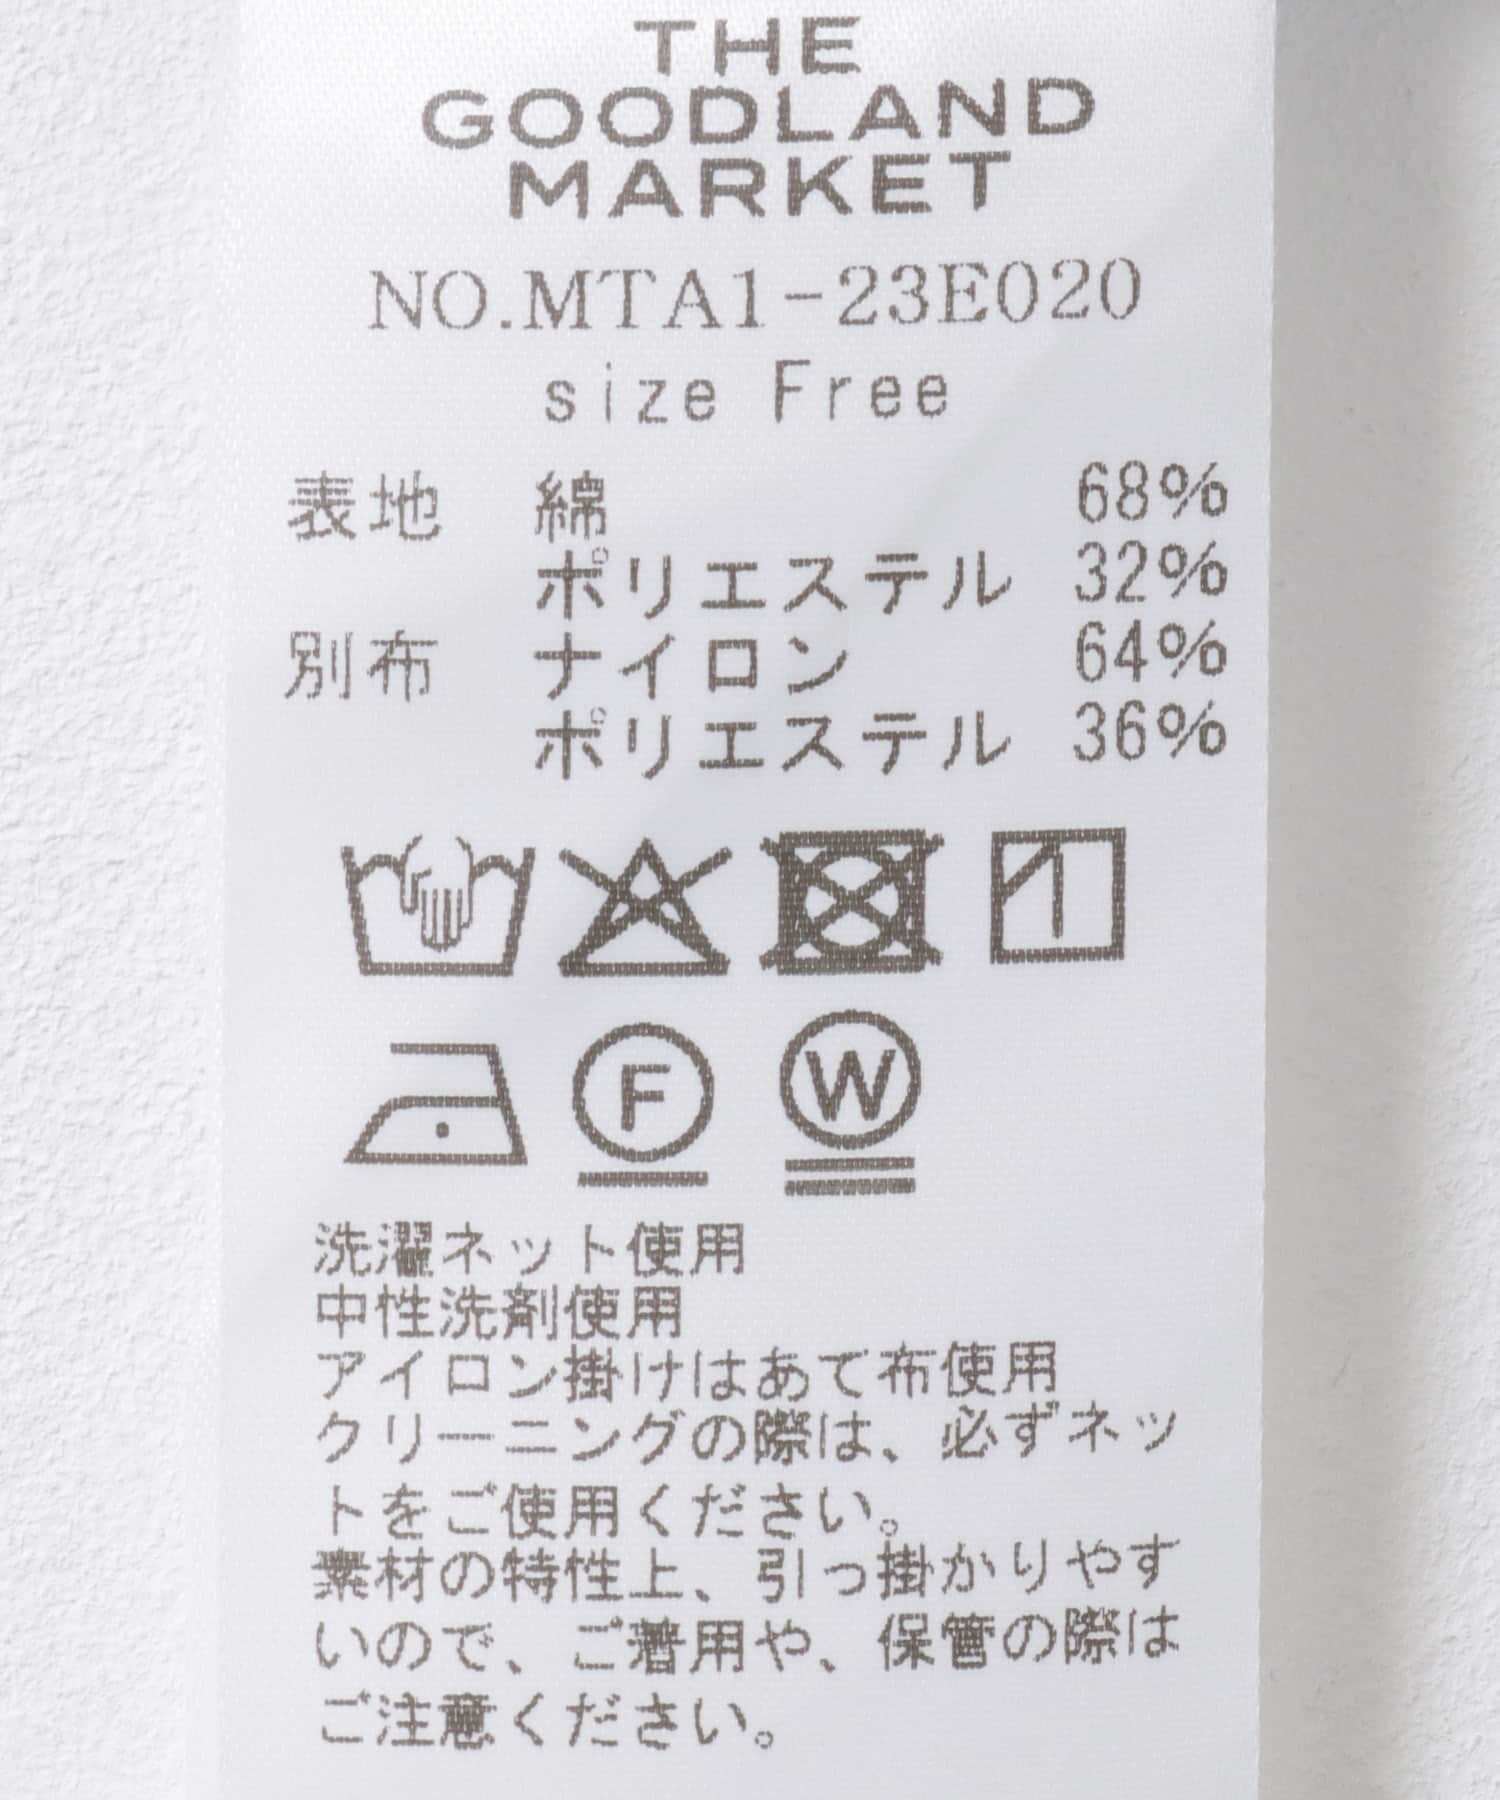 THE
GOODLAND
MARKET
NO.MTA1-23E020
size Free
表地 綿 68%
ポリエステル 32%
別布 ナイロン 64%
ポリエステル 36%
F W
洗濯ネット使用
中性洗剤使用
アイロン掛けはあて布使用
クリーニングの際は、必ずネッ
トをご使用ください。
素材の特性上、引っ掛かりやす
いので、ご着用や、保管の際は
ご注意ください。